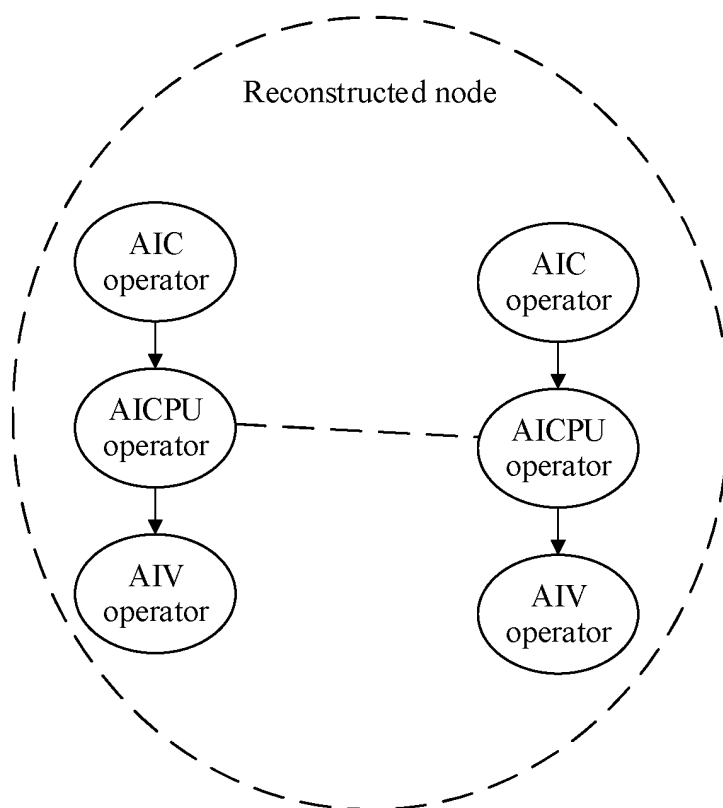 Reconstructed node
AIC
operator
AICPU
operator
AIV
operator
AIC
operator
AICPU
operator
AIV
operator